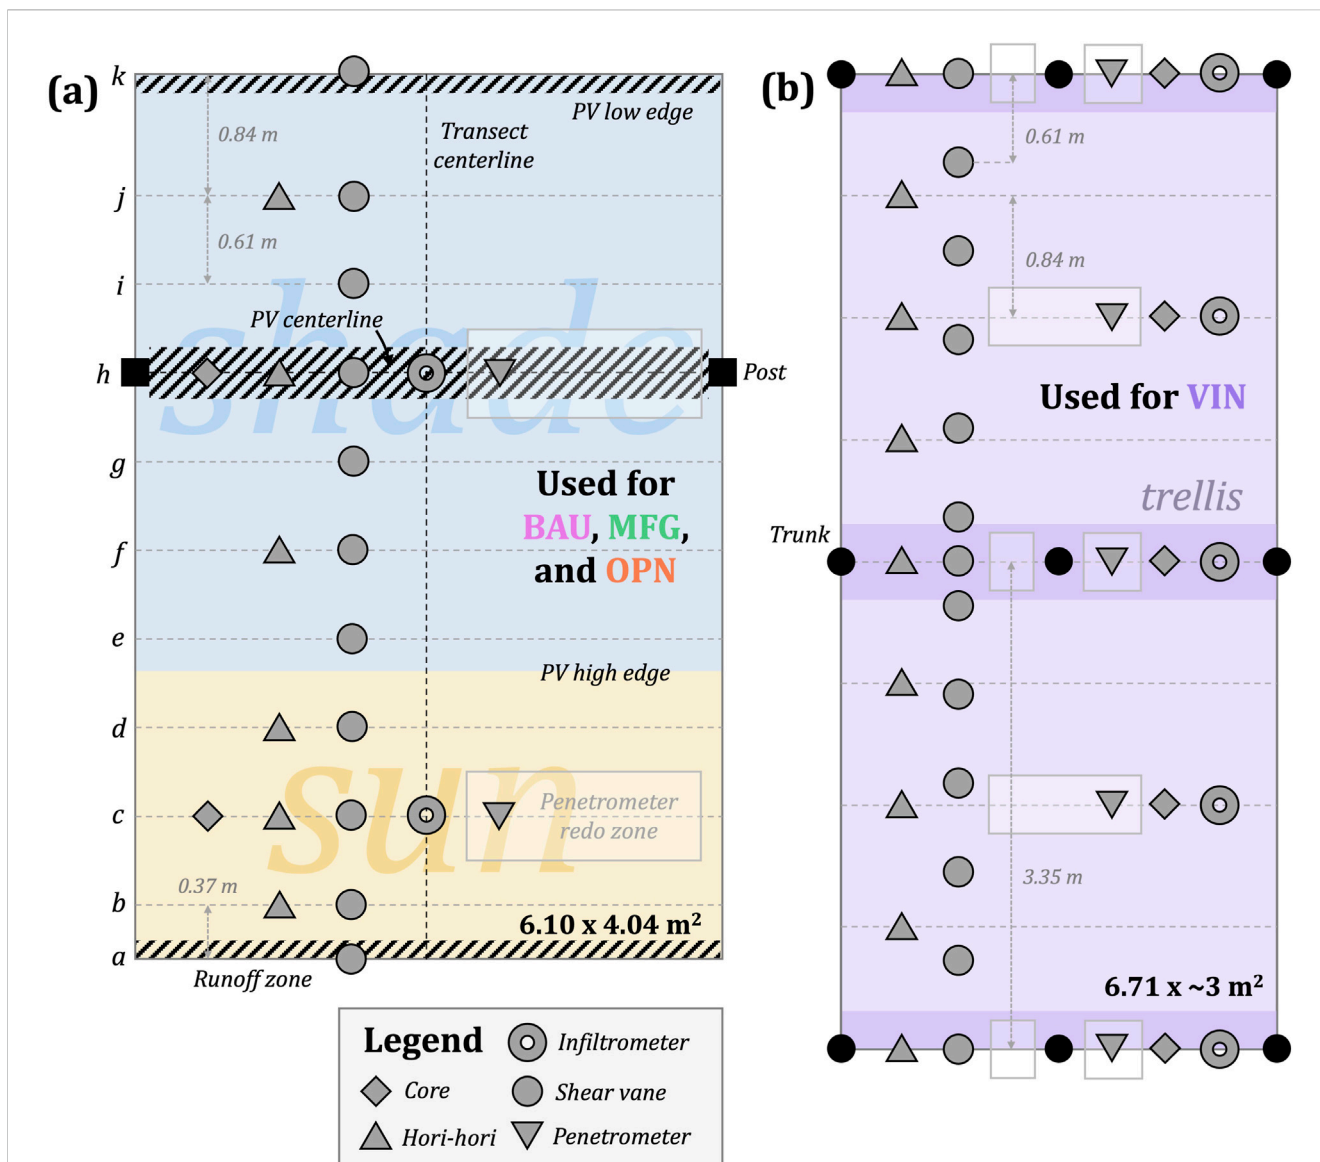 (a)
k
PV low edge
Transect
centerline
0.84 m
j
0.61 m
i
shade
PV centerline
h
Post
g
Used for
BAU, MFG,
and OPN
f
e
PV high edge
d
sun
c
Penetrometer
redo zone
0.37 m
b
6.10 x 4.04 m²
a
Runoff zone
Legend
Infiltrometer
Core
Shear vane
Hori-hori
Penetrometer
(b)
0.61 m
0.84 m
Used for VIN
trellis
Trunk
3.35 m
6.71 x ~3 m²